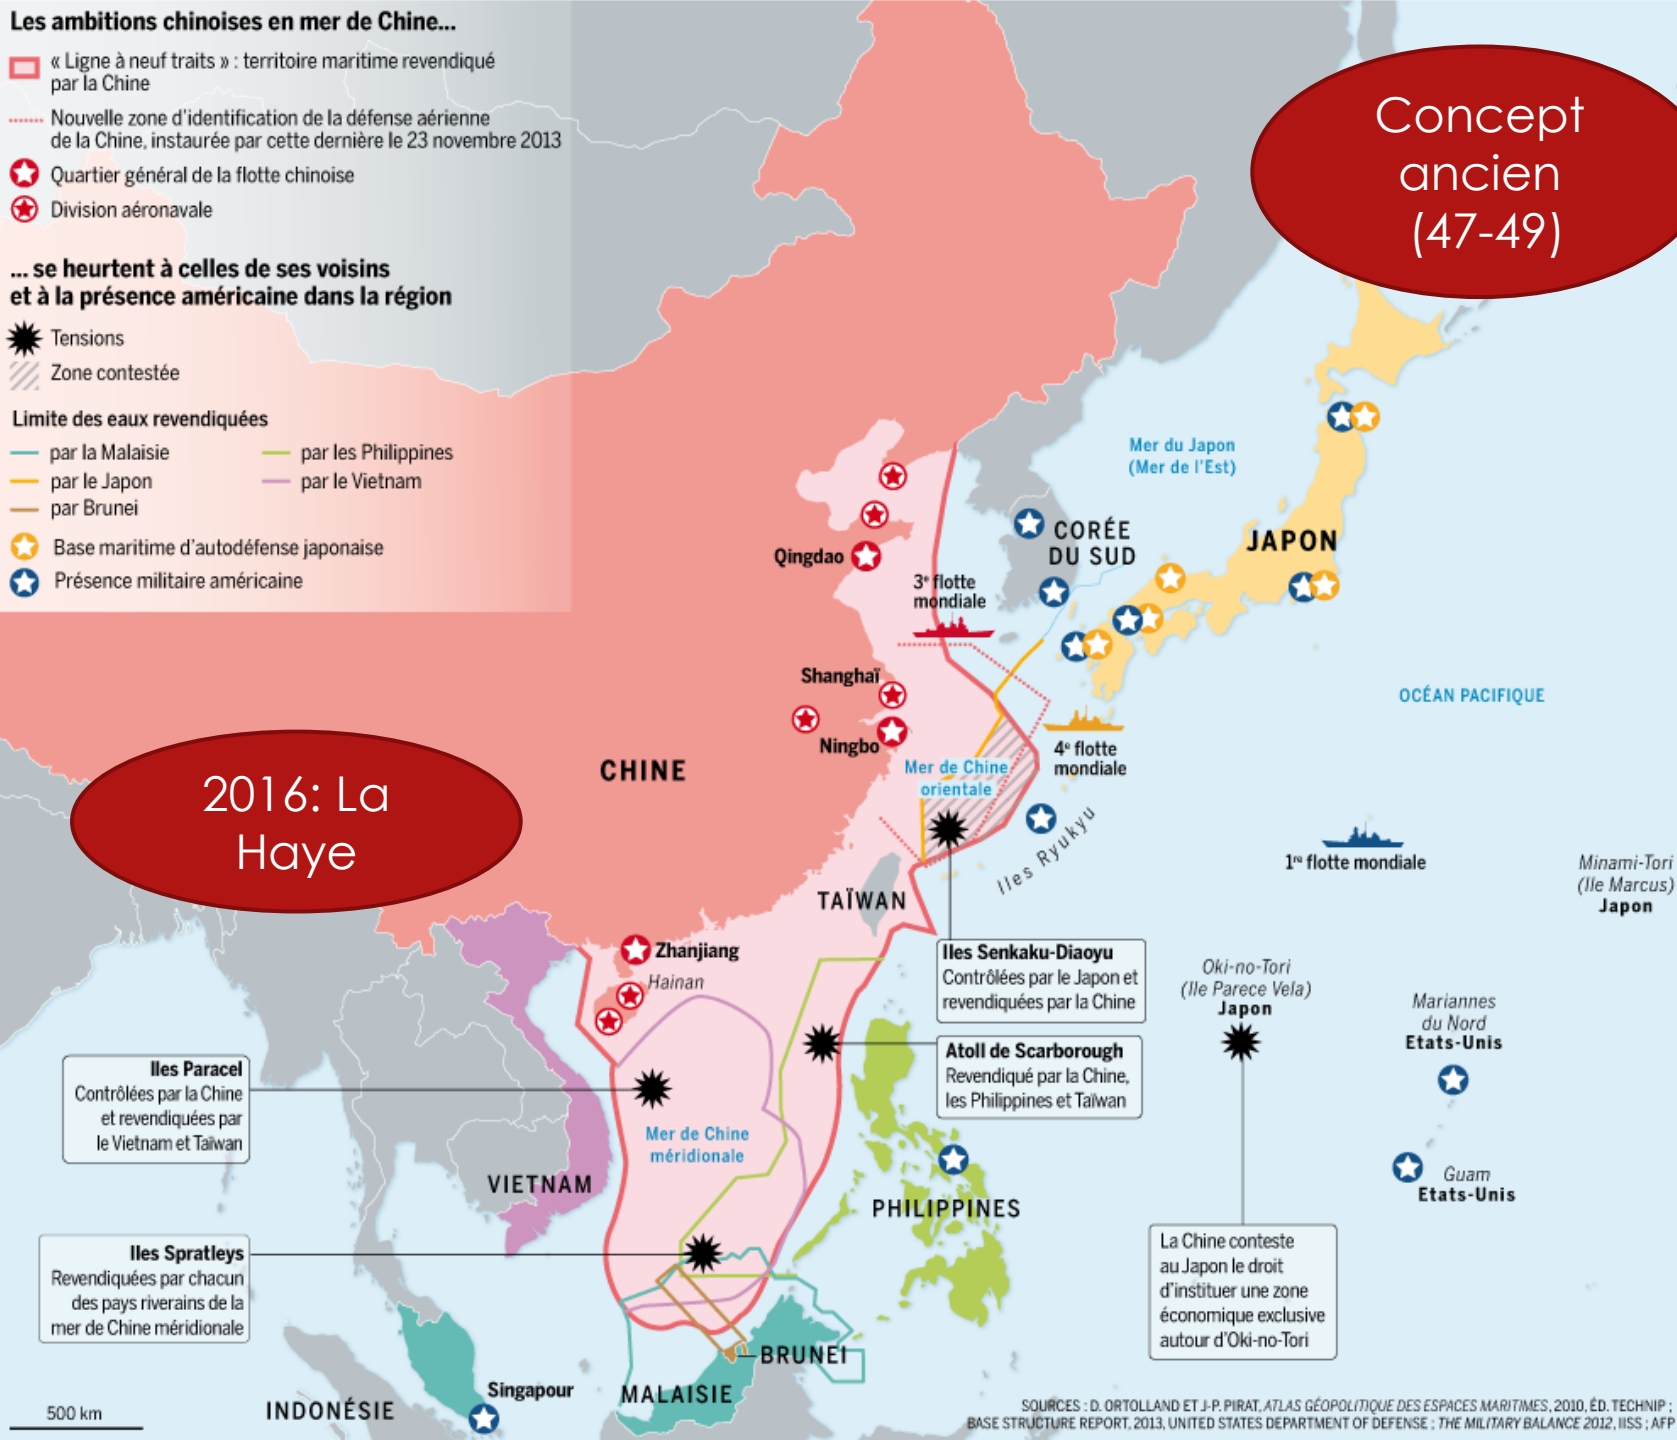 Les ambitions chinoises en mer de Chine...
« Ligne à neuf traits » : territoire maritime revendiqué
par la Chine
Nouvelle zone d'identification de la défense aérienne
de la Chine, instaurée par cette dernière le 23 novembre 2013
Quartier général de la flotte chinoise
Division aéronavale
... se heurtent à celles de ses voisins
et à la présence américaine dans la région
Tensions
Zone contestée
Limite des eaux revendiquées
par la Malaisie
par les Philippines
par le Japon
par le Vietnam
par Brunei
Base maritime d'autodéfense japonaise
Présence militaire américaine
Concept
ancien
(47-49)
Mer du Japon
(Mer de l'Est)
CORÉE
DU SUD
JAPON
Qingdao
3e flotte
mondiale
Shanghaï
Ningbo
OCÉAN PACIFIQUE
4e flotte
mondiale
CHINE
Mer de Chine
orientale
2016: La
Haye
Iles Ryukyu
1re flotte mondiale
Minami-Tori
(Ile Marcus)
Japon
TAÏWAN
Zhanjiang
Hainan
Iles Senkaku-Diaoyu
Contrôlées par le Japon et
revendiquées par la Chine
Oki-no-Tori
(Ile Parece Vela)
Japon
Mariannes
du Nord
Etats-Unis
Atoll de Scarborough
Revendiqué par la Chine,
les Philippines et Taïwan
Iles Paracel
Contrôlées par la Chine
et revendiquées par
le Vietnam et Taïwan
Mer de Chine
méridionale
VIETNAM
PHILIPPINES
Guam
Etats-Unis
Iles Spratleys
Revendiquées par chacun
des pays riverains de la
mer de Chine méridionale
La Chine conteste
au Japon le droit
d'instituer une zone
économique exclusive
autour d'Oki-no-Tori
BRUNEI
MALAISIE
Singapour
INDONÉSIE
500 km
SOURCES : D. ORTOLLAND ET J-P. PIRAT, ATLAS GÉOPOLITIQUE DES ESPACES MARITIMES, 2010, ÉD. TECHNIP ;
BASE STRUCTURE REPORT, 2013, UNITED STATES DEPARTMENT OF DEFENSE ; THE MILITARY BALANCE 2012, IISS ; AFP